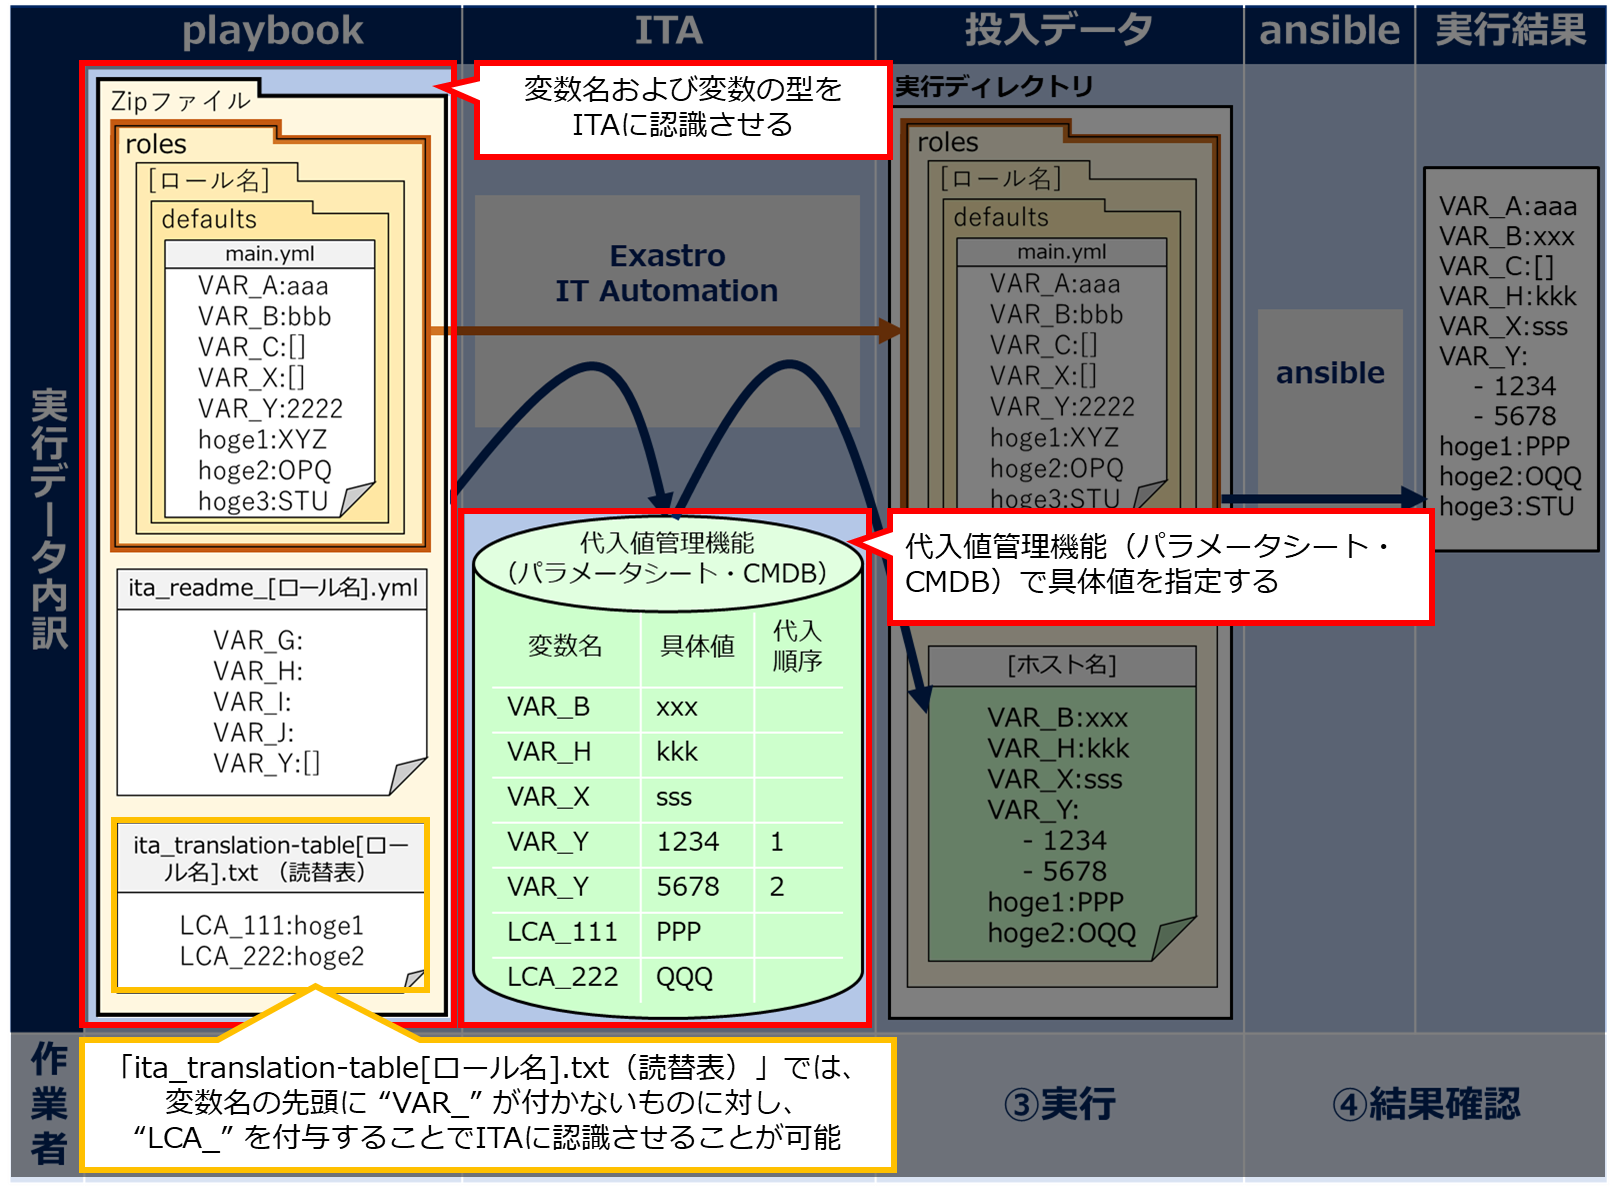 playbook
ITA
投入データ
ansible
実行結果
実行データ内訳
Zipファイル
roles
[ロール名]
defaults
main.yml
VAR_A:aaa
VAR_B:bbb
VAR_C:[]
VAR_X:[]
VAR_Y:2222
hoge1:XYZ
hoge2:OPQ
hoge3:STU
ita_readme_[ロール名].yml
VAR_G:
VAR_H:
VAR_I:
VAR_J:
VAR_Y:[]
ita_translation-table[ロー
ル名].txt （読替表）
LCA_111:hoge1
LCA_222:hoge2
変数名および変数の型を
ITAに認識させる
Exastro
IT Automation
代入値管理機能
（パラメータシート・CMDB）
変数名 具体値 代入
順序
VAR_B xxx
VAR_H kkk
VAR_X sss
VAR_Y 1234 1
VAR_Y 5678 2
LCA_111 PPP
LCA_222 QQQ
代入値管理機能（パラメータシート・
CMDB）で具体値を指定する
実行ディレクトリ
roles
[ロール名]
defaults
main.yml
VAR_A:aaa
VAR_B:bbb
VAR_C:[]
VAR_X:[]
VAR_Y:2222
hoge1:XYZ
hoge2:OPQ
hoge3:STU
[ホスト名]
VAR_B:xxx
VAR_H:kkk
VAR_X:sss
VAR_Y:
- 1234
- 5678
hoge1:PPP
hoge2:OQQ
ansible
VAR_A:aaa
VAR_B:xxx
VAR_C:[]
VAR_H:kkk
VAR_X:sss
VAR_Y:
- 1234
- 5678
hoge1:PPP
hoge2:OQQ
hoge3:STU
作業者
「ita_translation-table[ロール名].txt（読替表）」では、
変数名の先頭に “VAR_” が付かないものに対し、
“LCA_” を付与することでITAに認識させることが可能
③実行
④結果確認